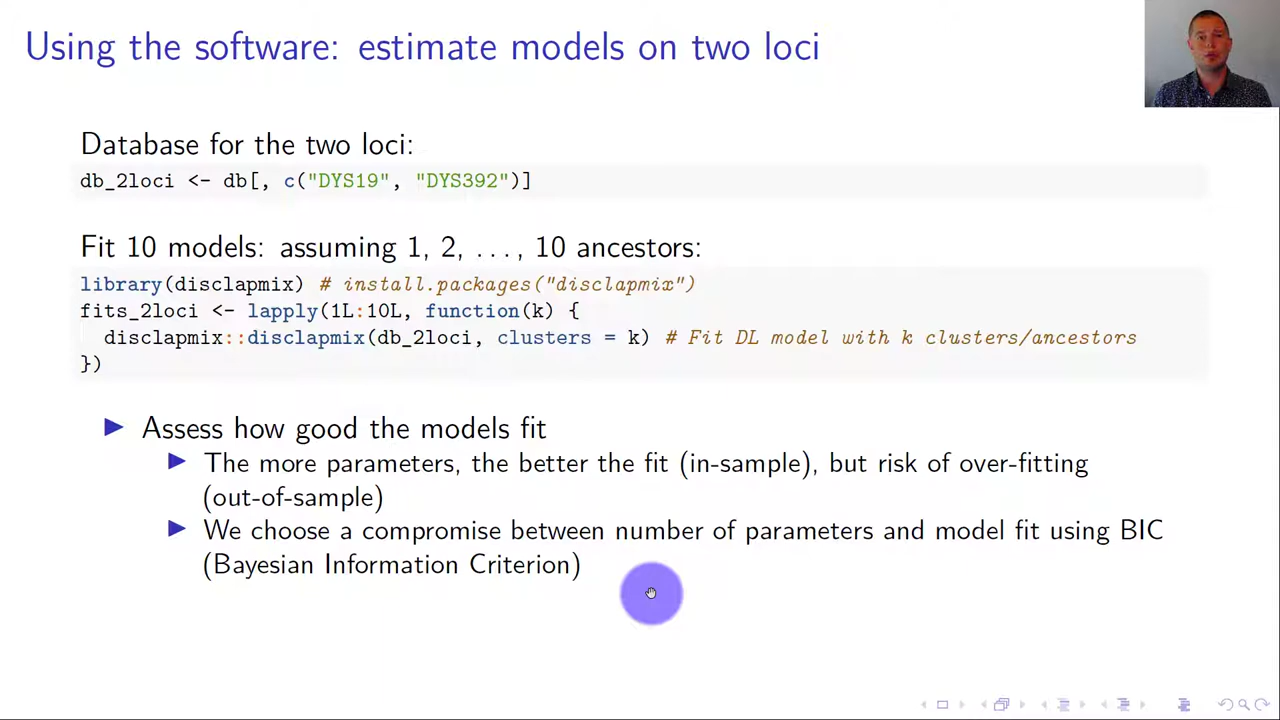 Using the software: estimate models on two loci
Database for the two loci:
db_2loci <- db[, c("DYS19", "DYS392")]
Fit 10 models: assuming 1, 2, ..., 10 ancestors:
library(disclapmix) # install.packages("disclapmix")
fits_2loci <- lapply(1L:10L, function(k) {
disclapmix::disclapmix(db_2loci, clusters = k) # Fit DL model with k clusters/ancestors
})
Assess how good the models fit
The more parameters, the better the fit (in-sample), but risk of over-fitting
(out-of-sample)
We choose a compromise between number of parameters and model fit using BIC
(Bayesian Information Criterion)